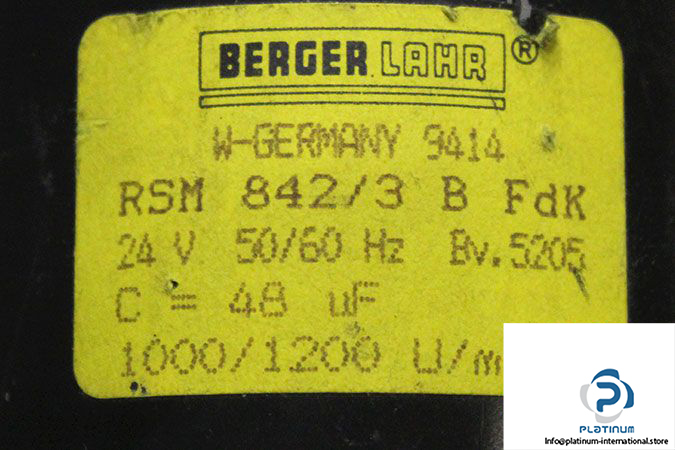 BERGER LAHR ®
W-GERMANY 9414
RSM 842/3 B FdK
24 V 50/60 Hz Bv.5205
C = 48 uF
1000/1200 U/m
PLATINUM
Info@platinum-international.store